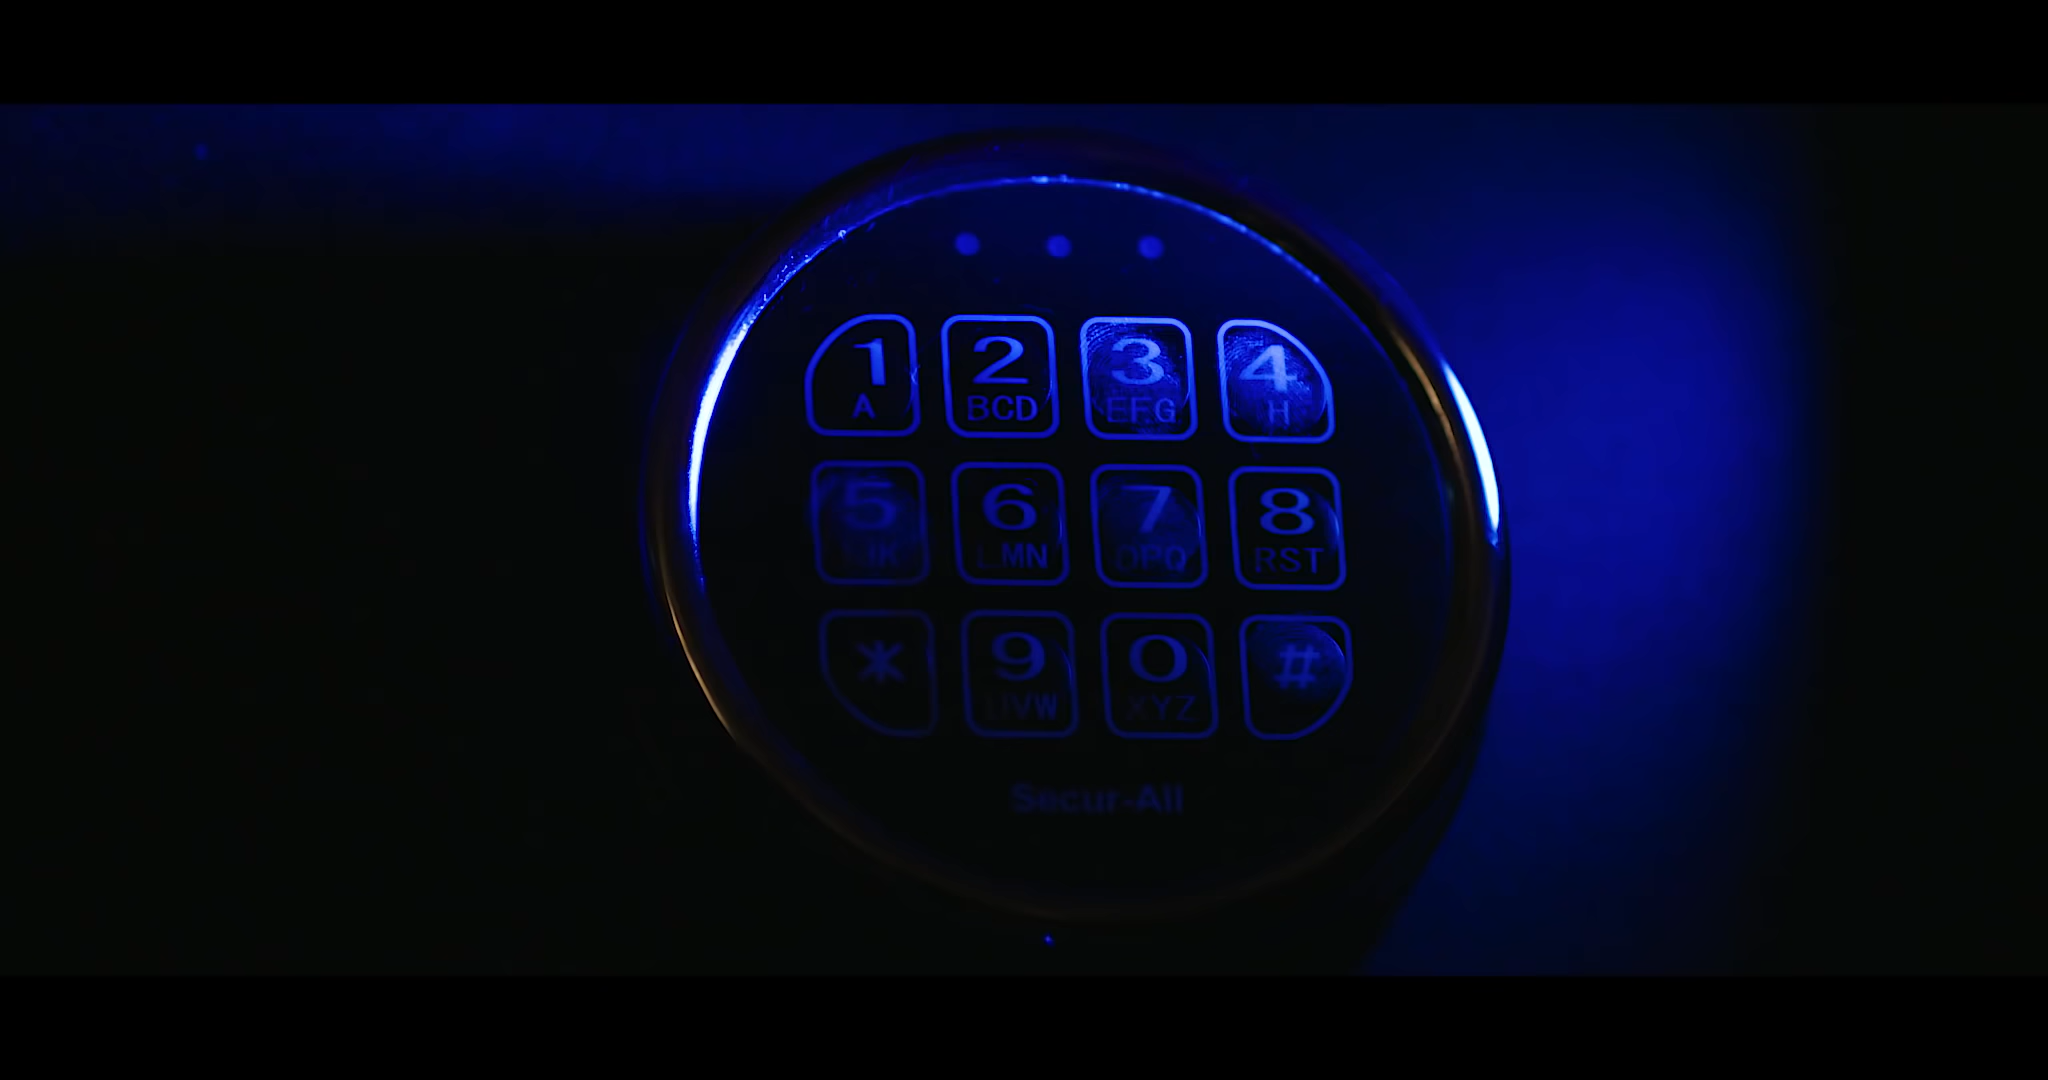 1 2 3 4
A BCD EFG H
5 6 7 8
IJK LMN OPQ RST
* 9 0 #
UVW XYZ
Secur-All